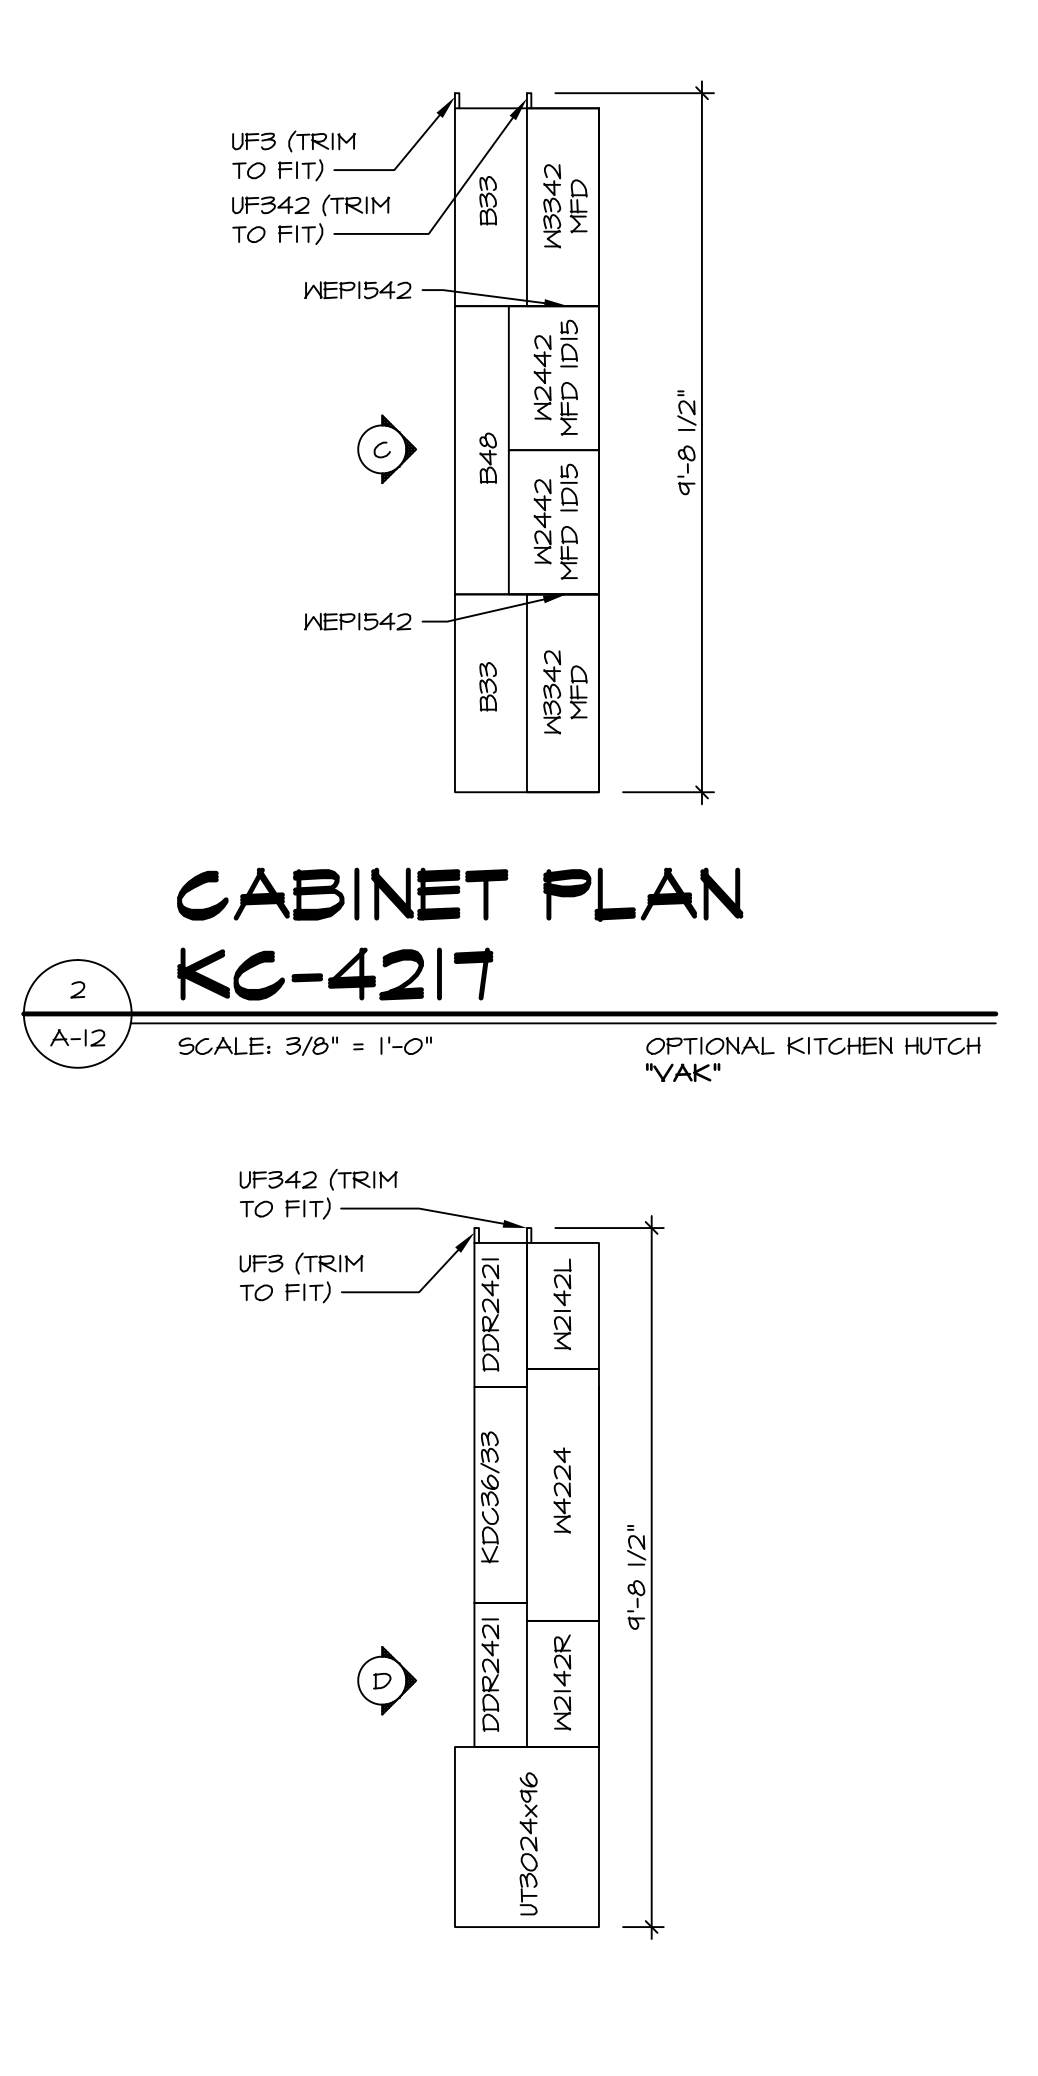 UF3 (TRIM
TO FIT)
UF342 (TRIM
TO FIT)
B33
W3342
MFD
WEP1542
W2442
MFD ID15
C
B48
9'-8 1/2"
W2442
MFD ID15
WEP1542
B33
W3342
MFD
CABINET PLAN
KC-4217
2
A-12
SCALE: 3/8" = 1'-0"
OPTIONAL KITCHEN HUTCH
"VAK"
UF342 (TRIM
TO FIT)
UF3 (TRIM
TO FIT)
DDR2421
W2142L
KDC36/33
W4224
9'-8 1/2"
D
DDR2421
W2142R
UT3024x96